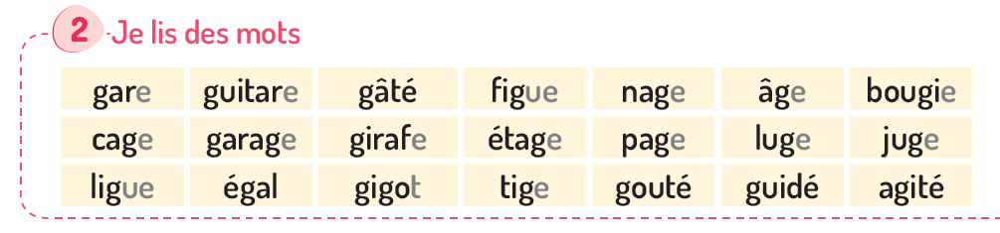 2 Je lis des mots
gare guitare gâté figue nage âge bougie
cage garage girafe étage page luge juge
ligue égal gigot tige gouté guidé agité